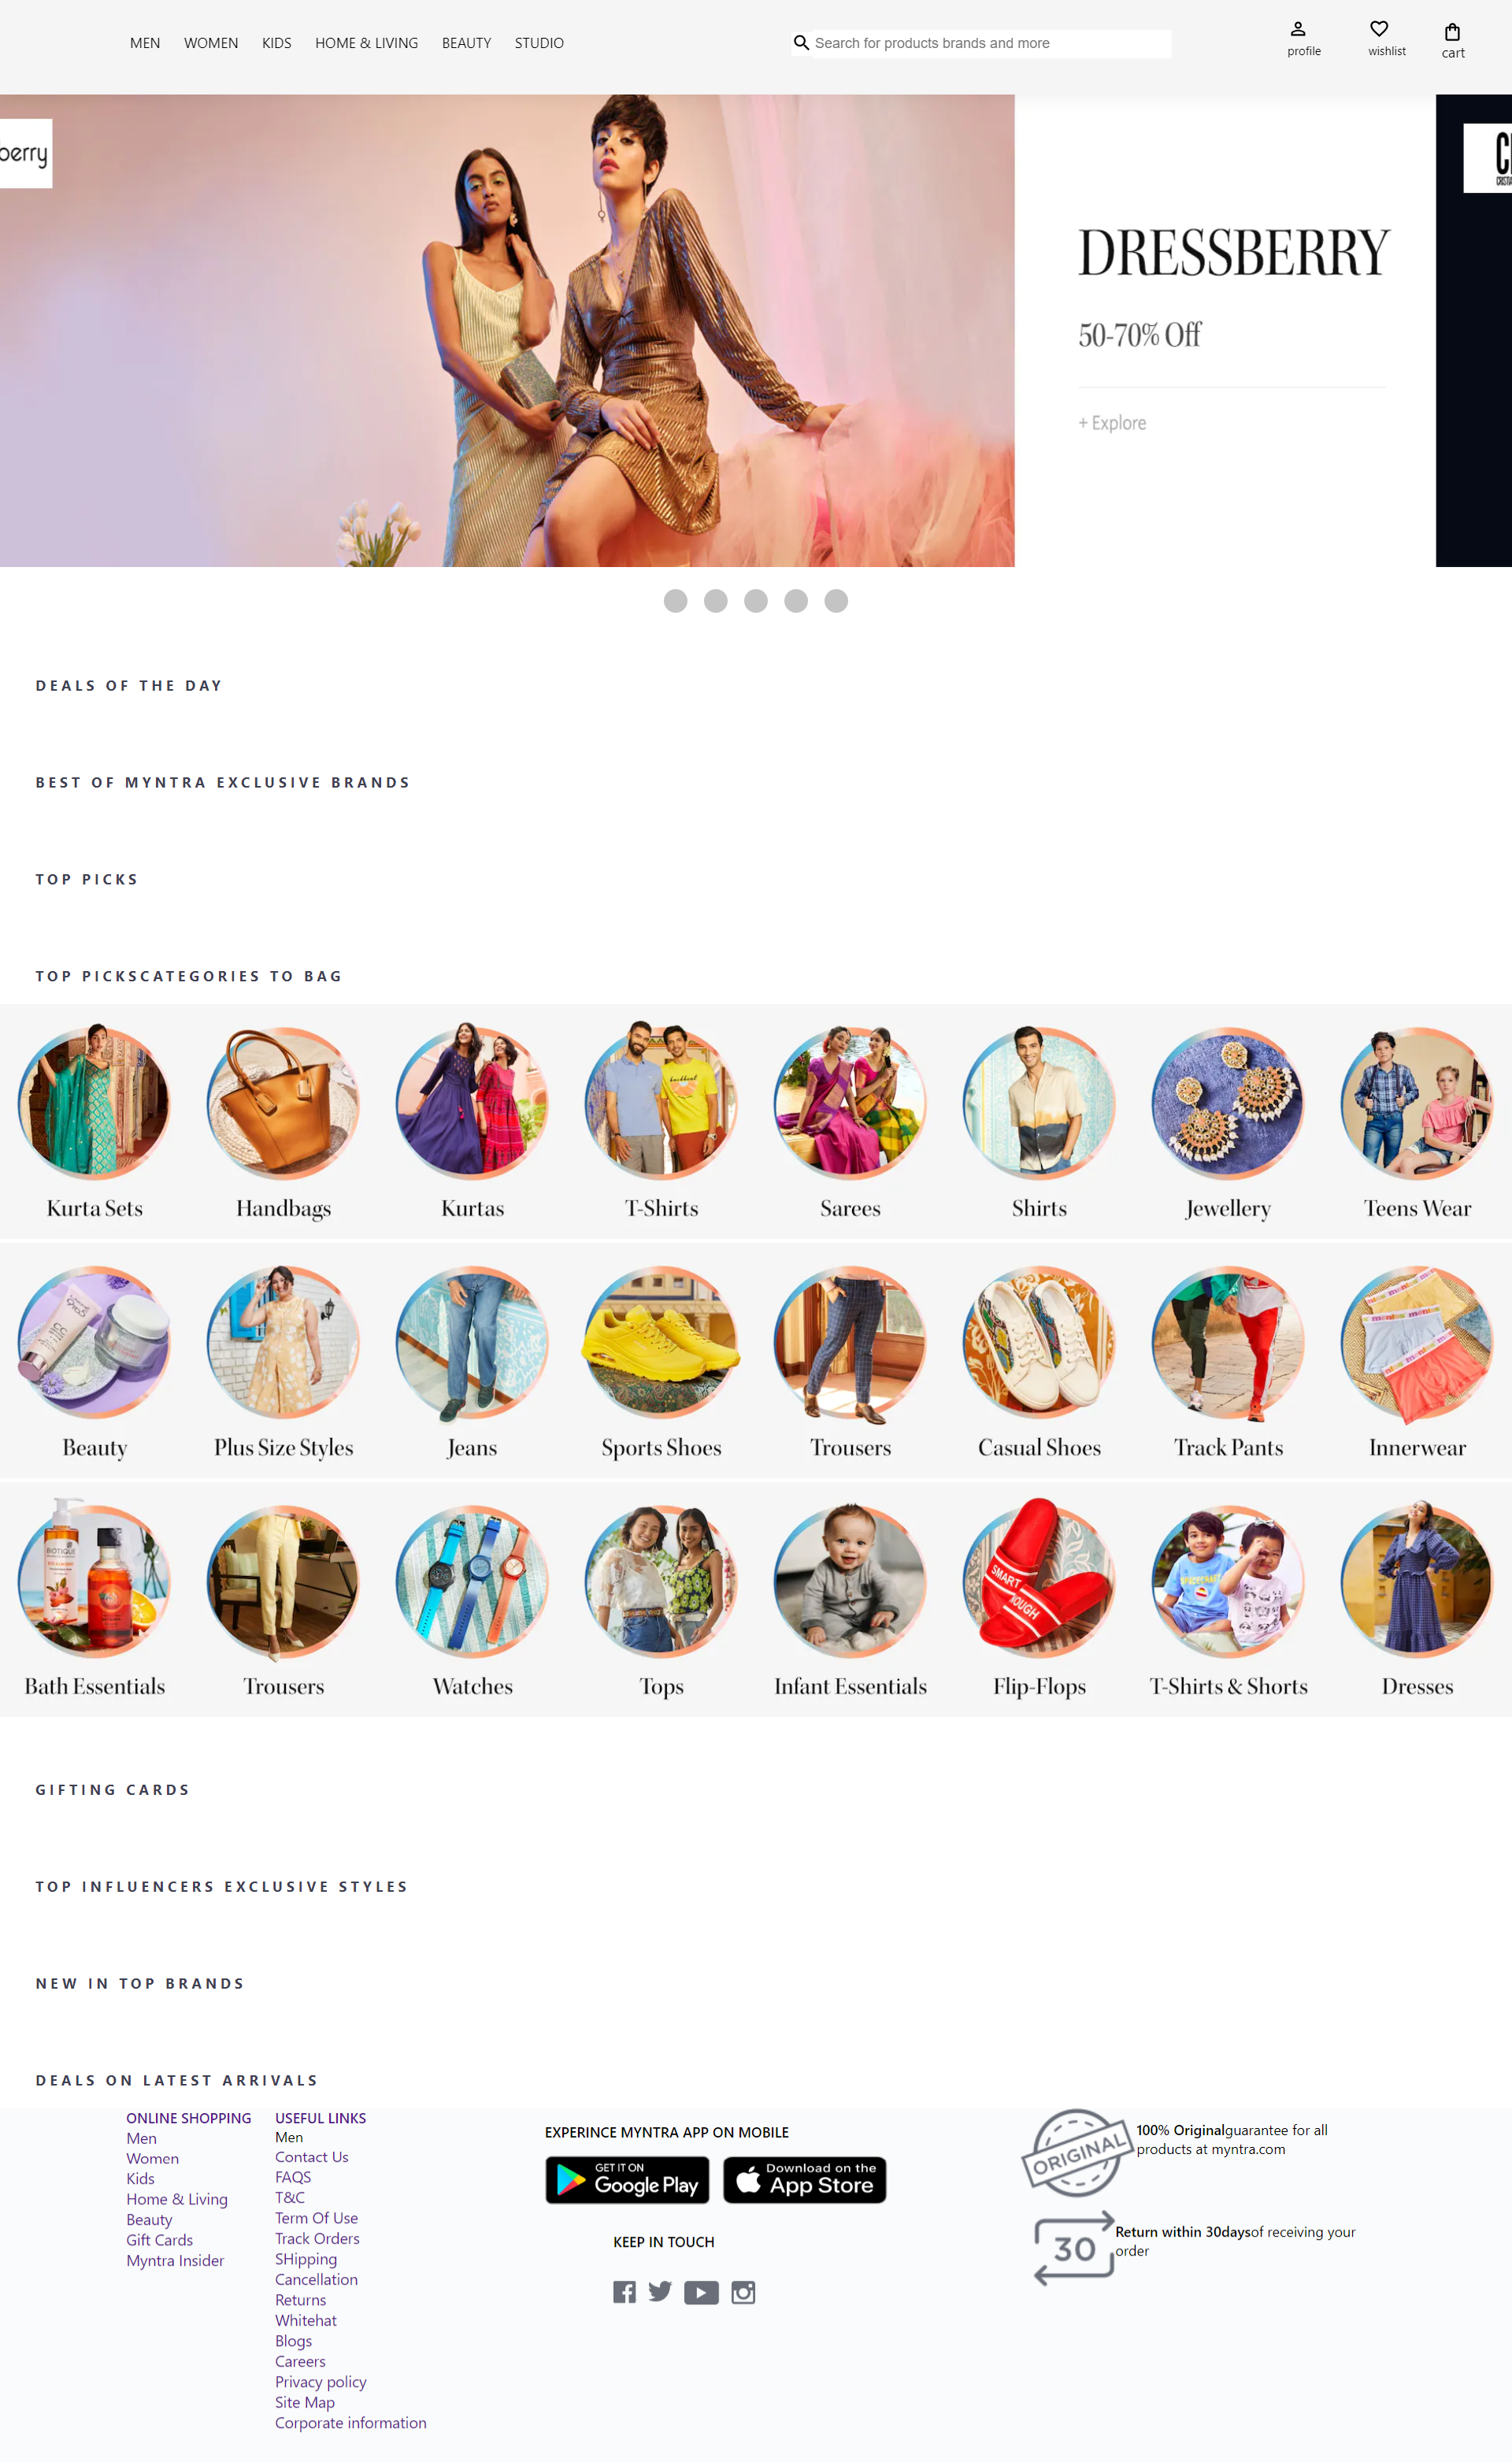 MEN WOMEN KIDS HOME & LIVING BEAUTY STUDIO
Search for products brands and more
profile wishlist cart
berry
DRESSBERRY
50-70% Off
+ Explore
DEALS OF THE DAY
BEST OF MYNTRA EXCLUSIVE BRANDS
TOP PICKS
TOP PICKSCATEGORIES TO BAG
Kurta Sets Handbags Kurtas T-Shirts Sarees Shirts Jewellery Teens Wear
Beauty Plus Size Styles Jeans Sports Shoes Trousers Casual Shoes Track Pants Innerwear
BIOTIQUE
SMART
TOUGH
Bath Essentials Trousers Watches Tops Infant Essentials Flip-Flops T-Shirts & Shorts Dresses
GIFTING CARDS
TOP INFLUENCERS EXCLUSIVE STYLES
NEW IN TOP BRANDS
DEALS ON LATEST ARRIVALS
ONLINE SHOPPING
Men
Women
Kids
Home & Living
Beauty
Gift Cards
Myntra Insider
USEFUL LINKS
Men
Contact Us
FAQS
T&C
Term Of Use
Track Orders
SHipping
Cancellation
Returns
Whitehat
Blogs
Careers
Privacy policy
Site Map
Corporate information
EXPERINCE MYNTRA APP ON MOBILE
GET IT ON
Google Play
Download on the
App Store
KEEP IN TOUCH
ORIGINAL
100% Originalguarantee for all
products at myntra.com
30
Return within 30daysof receiving your
order